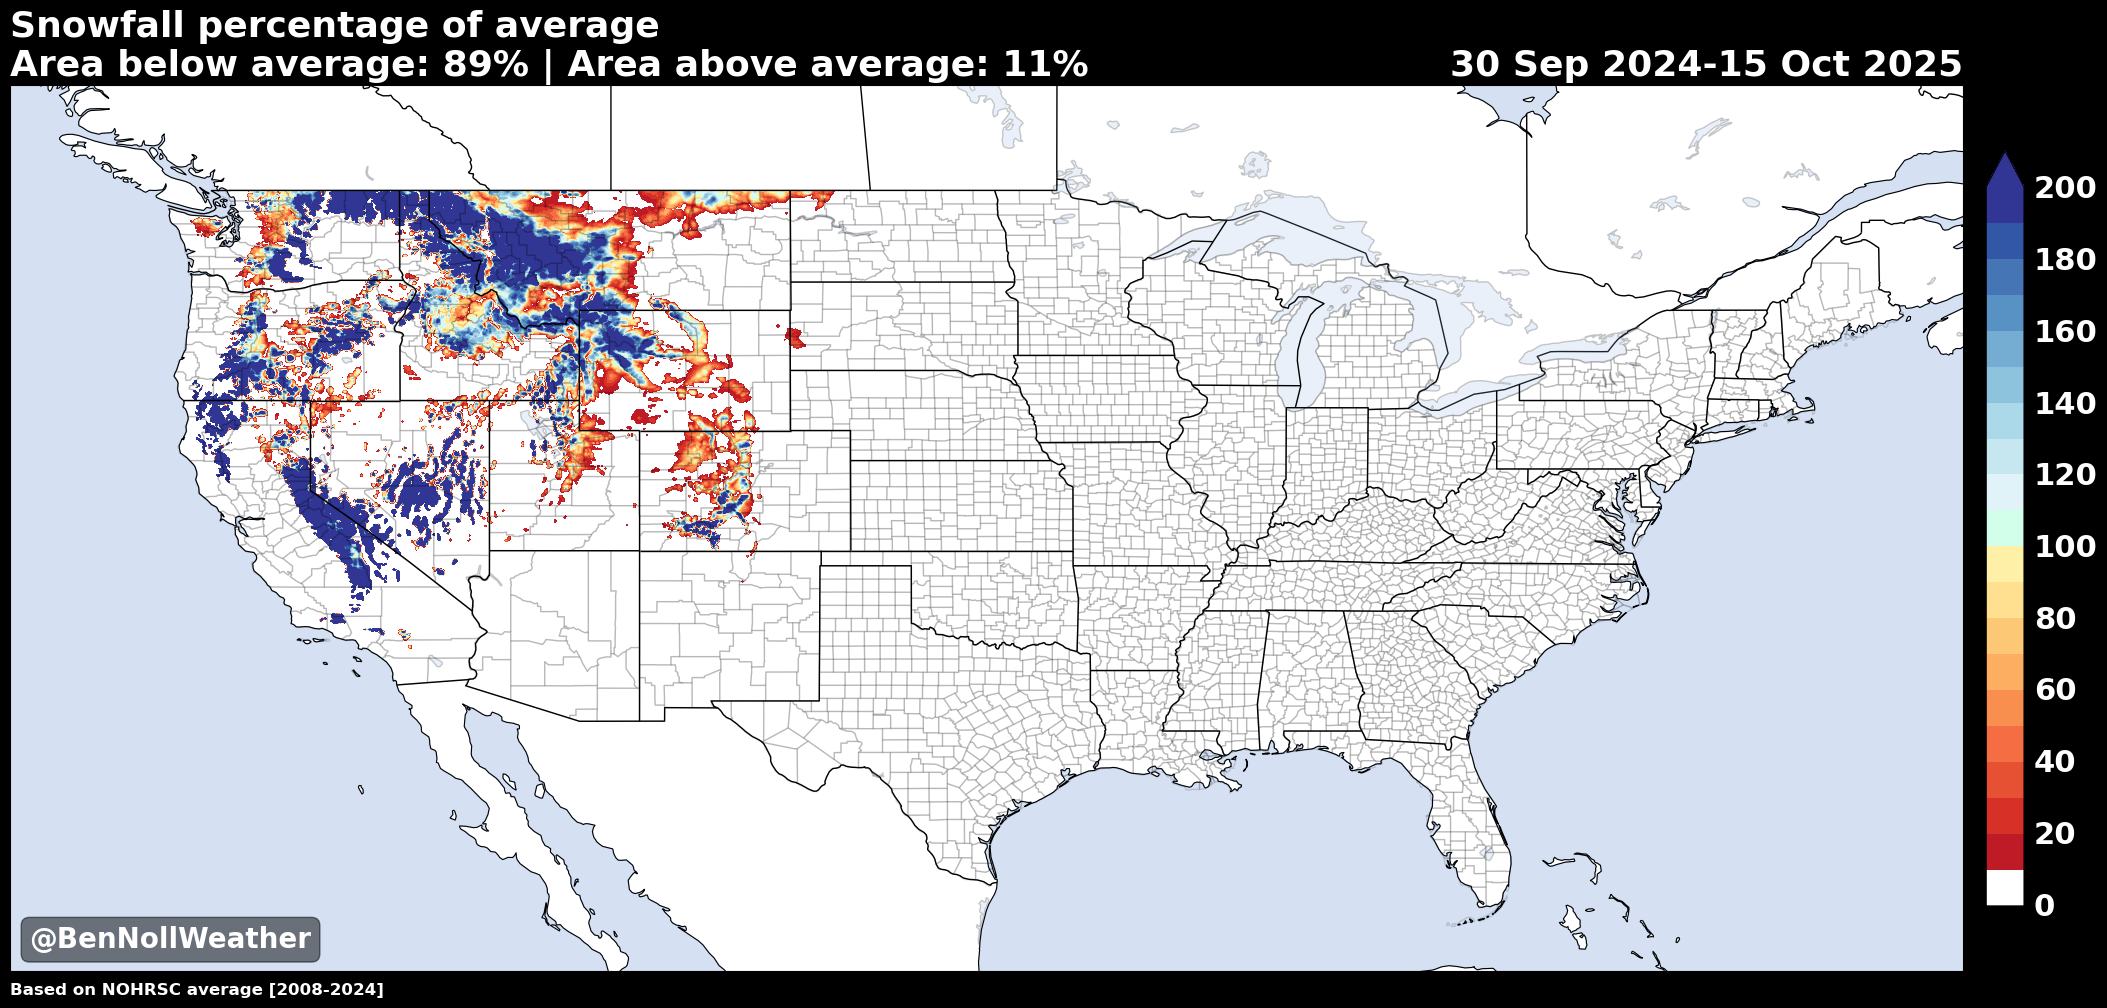 Snowfall percentage of average
Area below average: 89% | Area above average: 11%
30 Sep 2024-15 Oct 2025
200
180
160
140
120
100
80
60
40
20
0
@BenNollWeather
Based on NOHRSC average [2008-2024]